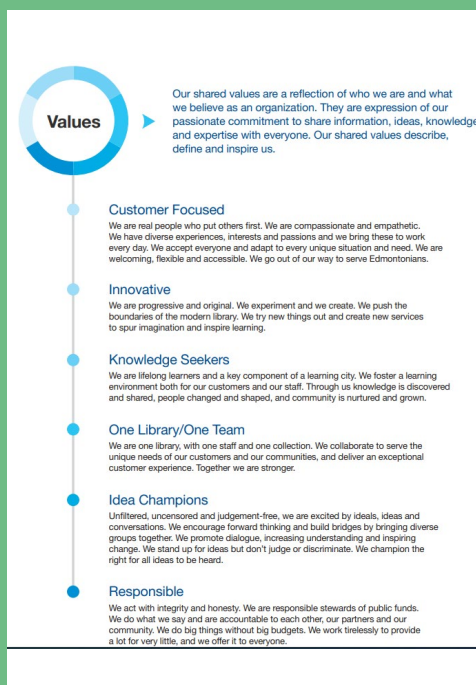 Values
Our shared values are a reflection of who we are and what
we believe as an organization. They are expression of our
passionate commitment to share information, ideas, knowledge
and expertise with everyone. Our shared values describe,
define and inspire us.
Customer Focused
We are real people who put others first. We are compassionate and empathetic.
We have diverse experiences, interests and passions and we bring these to work
every day. We accept everyone and adapt to every unique situation and need. We are
welcoming, flexible and accessible. We go out of our way to serve Edmontonians.
Innovative
We are progressive and original. We experiment and we create. We push the
boundaries of the modern library. We try new things out and create new services
to spur imagination and inspire learning.
Knowledge Seekers
We are lifelong learners and a key component of a learning city. We foster a learning
environment both for our customers and our staff. Through us knowledge is discovered
and shared, people changed and shaped, and community is nurtured and grown.
One Library/One Team
We are one library, with one staff and one collection. We collaborate to serve the
unique needs of our customers and our communities, and deliver an exceptional
customer experience. Together we are stronger.
Idea Champions
Unfiltered, uncensored and judgement-free, we are excited by ideals, ideas and
conversations. We encourage forward thinking and build bridges by bringing diverse
groups together. We promote dialogue, increasing understanding and inspiring
change. We stand up for ideas but don't judge or discriminate. We champion the
right for all ideas to be heard.
Responsible
We act with integrity and honesty. We are responsible stewards of public funds.
We do what we say and are accountable to each other, our partners and our
community. We do big things without big budgets. We work tirelessly to provide
a lot for very little, and we offer it to everyone.